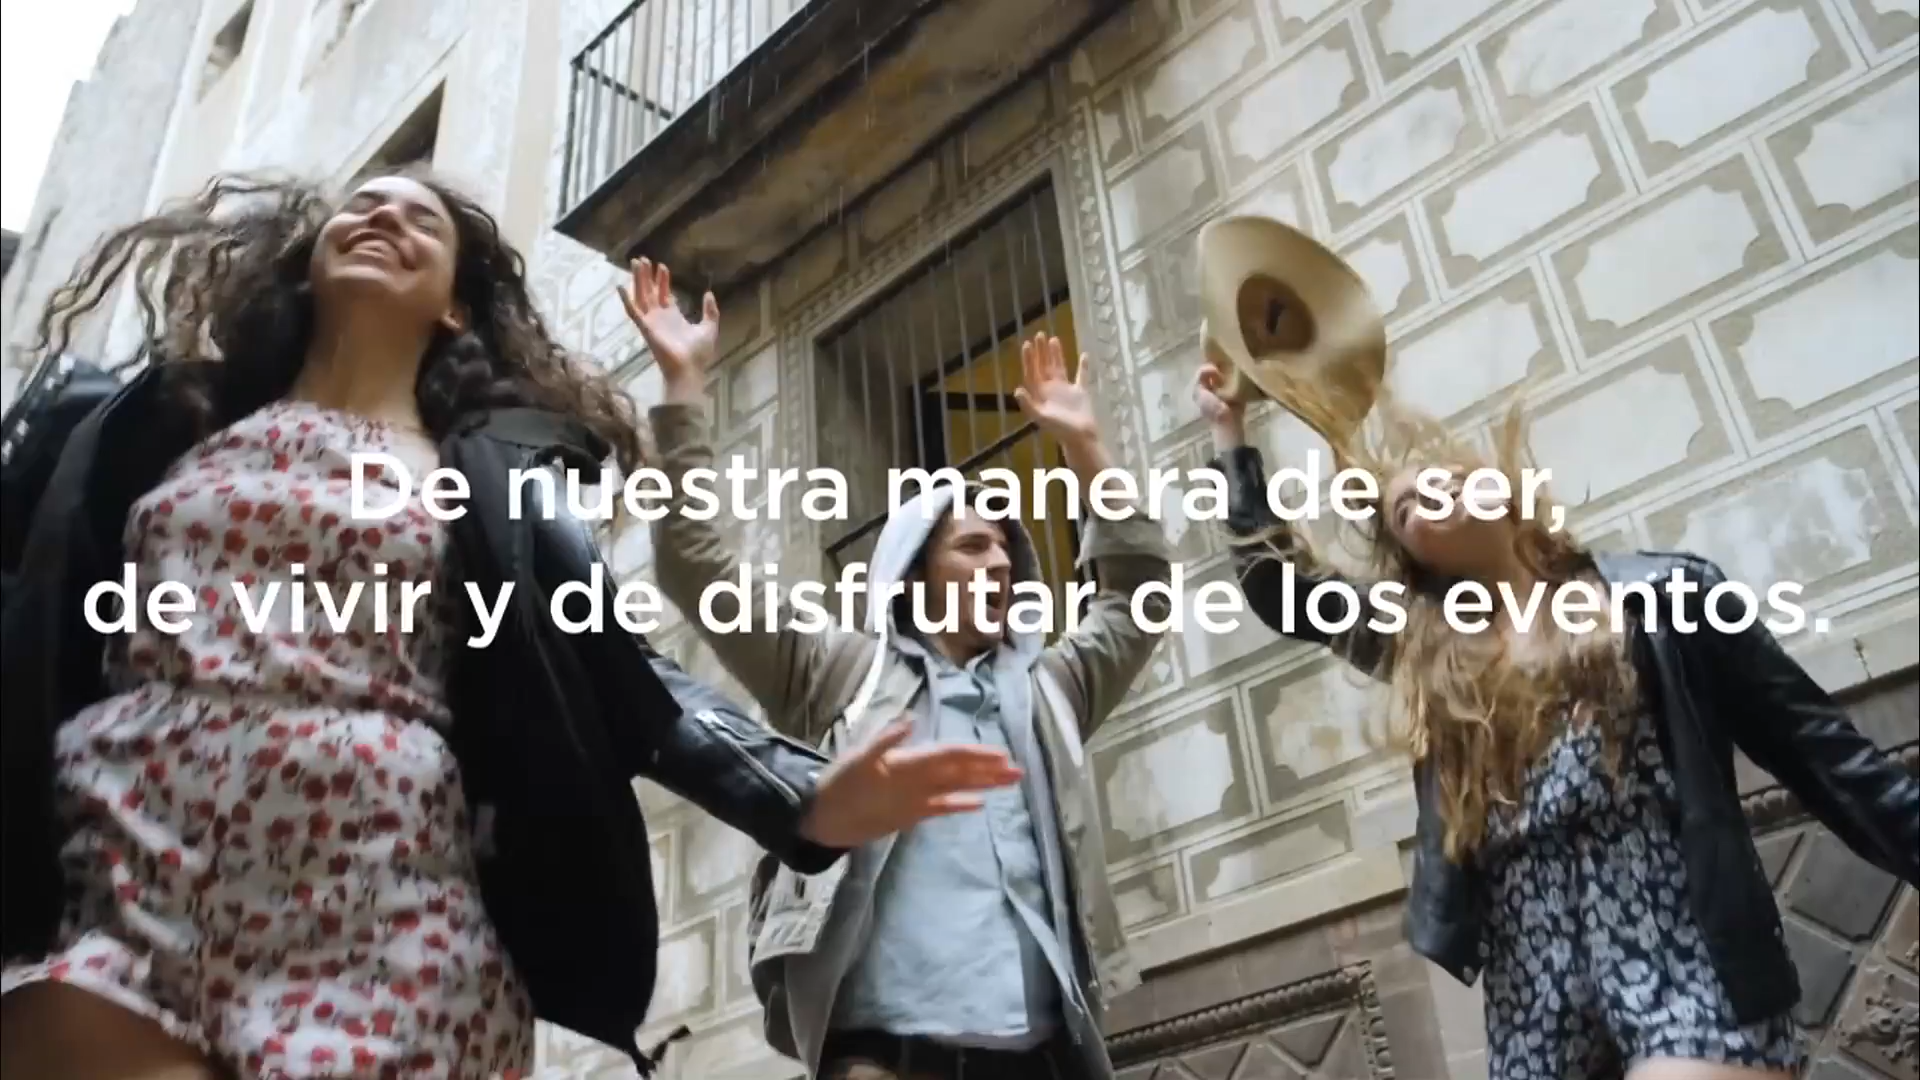 De nuestra manera de ser,
de vivir y de disfrutar de los eventos.